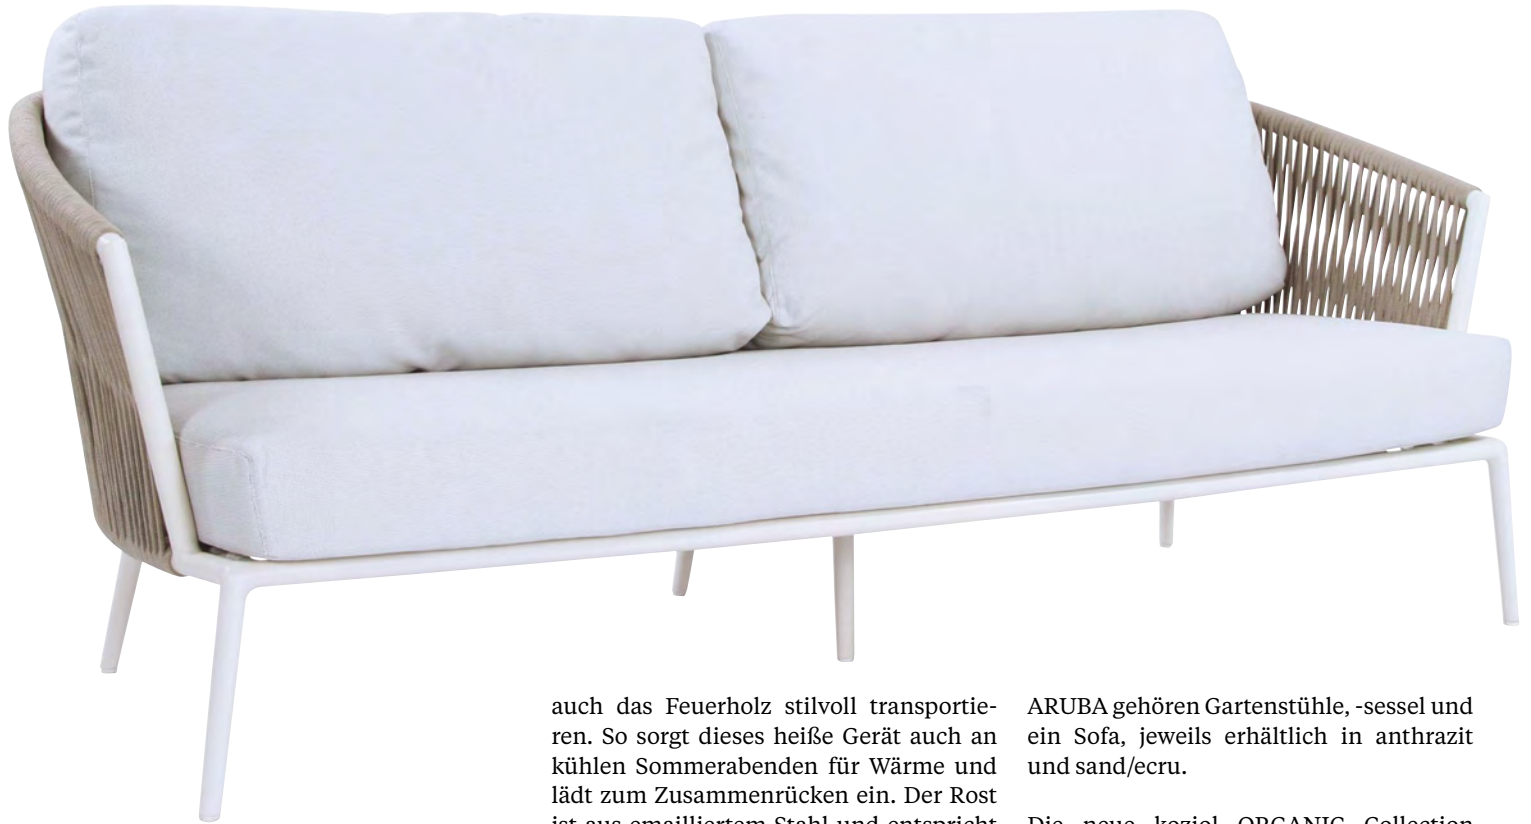 auch das Feuerholz stilvoll transportie-
ren. So sorgt dieses heiße Gerät auch an
kühlen Sommerabenden für Wärme und
lädt zum Zusammenrücken ein. Der Rost
ist aus emailliertem Stahl und entspricht
ARUBA gehören Gartenstühle, -sessel und
ein Sofa, jeweils erhältlich in anthrazit
und sand/ecru.
Die neue koziol ORGANIC Collection